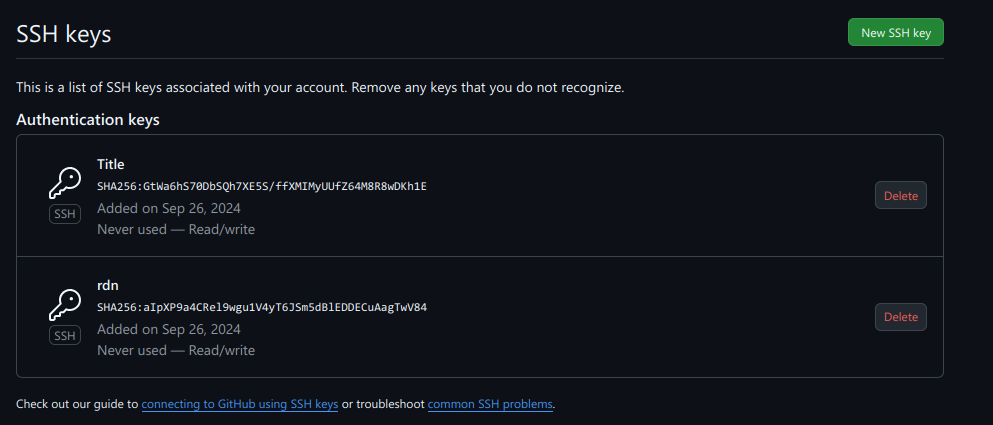 SSH keys
New SSH key
This is a list of SSH keys associated with your account. Remove any keys that you do not recognize.
Authentication keys
Title
SHA256:GtWa6hS70DbSQh7XE5S/ffXMIMyUUfZ64M8R8wDKh1E
SSH
Added on Sep 26, 2024
Never used — Read/write
Delete
rdn
SHA256:aIpXP9a4CRel9wgu1V4yT6JSm5dBlEDDECuAagTwV84
SSH
Added on Sep 26, 2024
Never used — Read/write
Delete
Check out our guide to connecting to GitHub using SSH keys or troubleshoot common SSH problems.